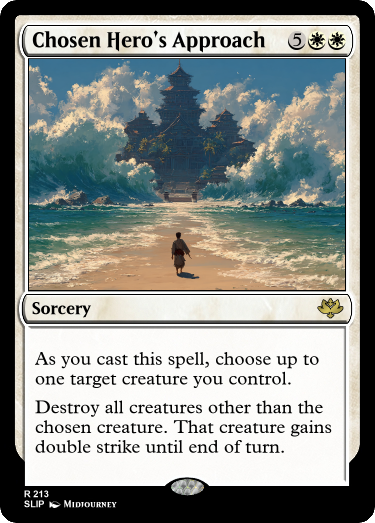 Chosen Hero's Approach 5
Sorcery
As you cast this spell, choose up to
one target creature you control.
Destroy all creatures other than the
chosen creature. That creature gains
double strike until end of turn.
R 213
SLIP Midjourney